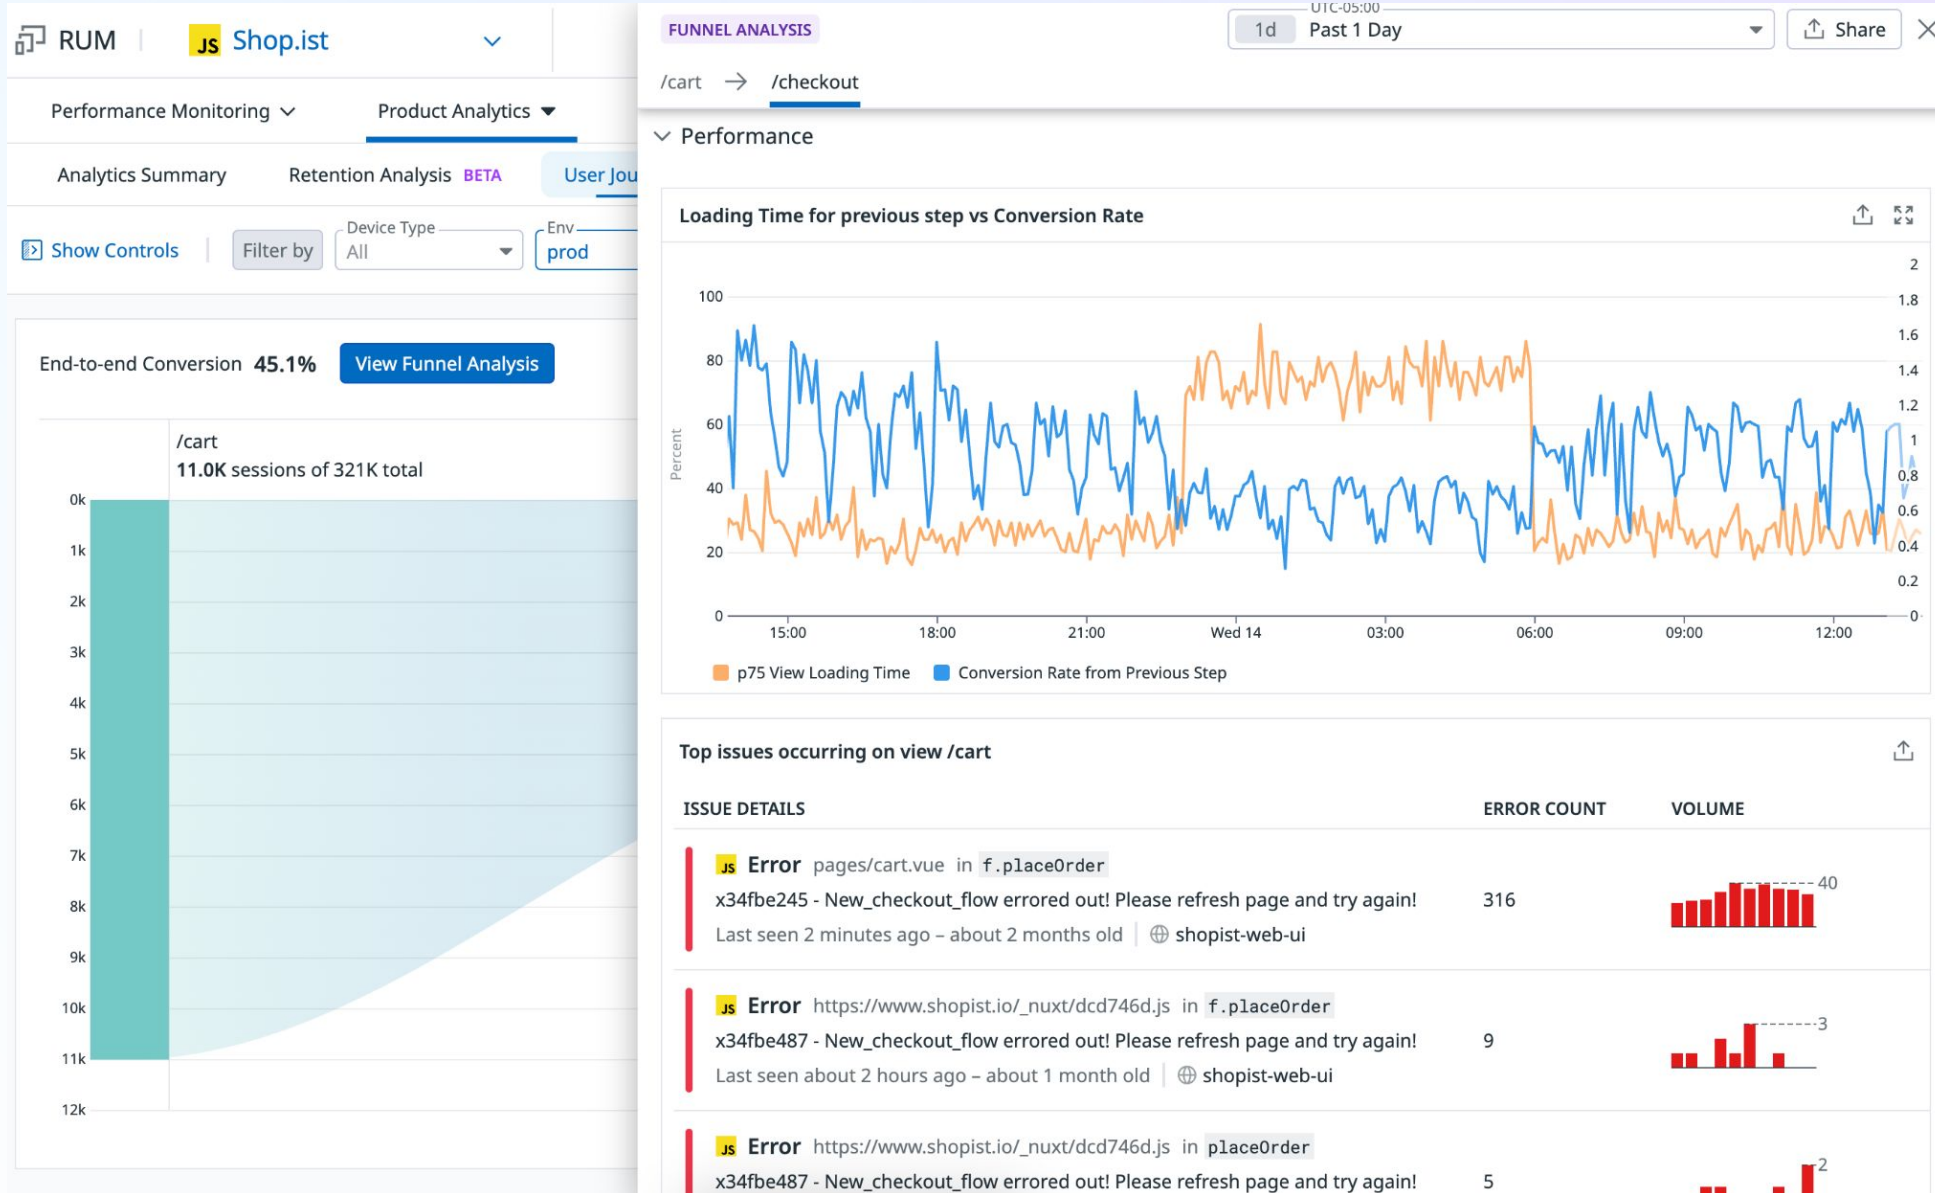 RUM
JS Shop.ist
Performance Monitoring
Product Analytics
Analytics Summary
Retention Analysis BETA
User Jou
Show Controls
Filter by
Device Type
All
Env
prod
End-to-end Conversion 45.1%
View Funnel Analysis
/cart
11.0K sessions of 321K total
0k
1k
2k
3k
4k
5k
6k
7k
8k
9k
10k
11k
12k
FUNNEL ANALYSIS
UTC-05:00
1d Past 1 Day
Share
/cart → /checkout
Performance
Loading Time for previous step vs Conversion Rate
Percent
100
80
60
40
20
0
2
1.8
1.6
1.4
1.2
1
0.8
0.6
0.4
0.2
0
15:00 18:00 21:00 Wed 14 03:00 06:00 09:00 12:00
p75 View Loading Time Conversion Rate from Previous Step
Top issues occurring on view /cart
ISSUE DETAILS ERROR COUNT VOLUME
JS Error pages/cart.vue in f.placeOrder
x34fbe245 - New_checkout_flow errored out! Please refresh page and try again! 316 40
Last seen 2 minutes ago – about 2 months old shopist-web-ui
JS Error https://www.shopist.io/_nuxt/dcd746d.js in f.placeOrder
x34fbe487 - New_checkout_flow errored out! Please refresh page and try again! 9 3
Last seen about 2 hours ago – about 1 month old shopist-web-ui
JS Error https://www.shopist.io/_nuxt/dcd746d.js in placeOrder
x34fbe487 - New_checkout_flow errored out! Please refresh page and try again! 5 2